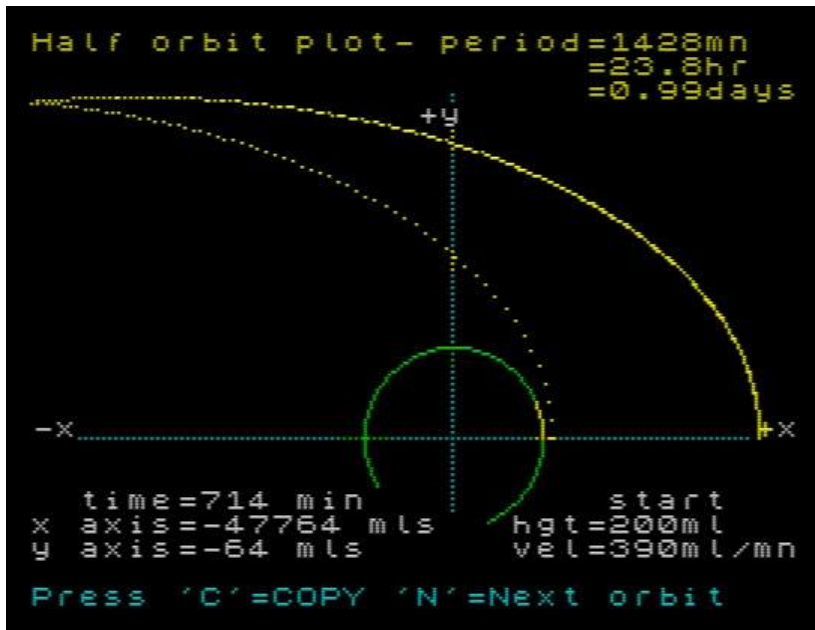 Half orbit plot- period=1428mn
=23.8hr
=0.99days
+y
-x
+x
time=714 min
x axis=-47764 mls
y axis=-64 mls
start
hgt=200ml
vel=390ml/mn
Press 'C'=COPY 'N'=Next orbit